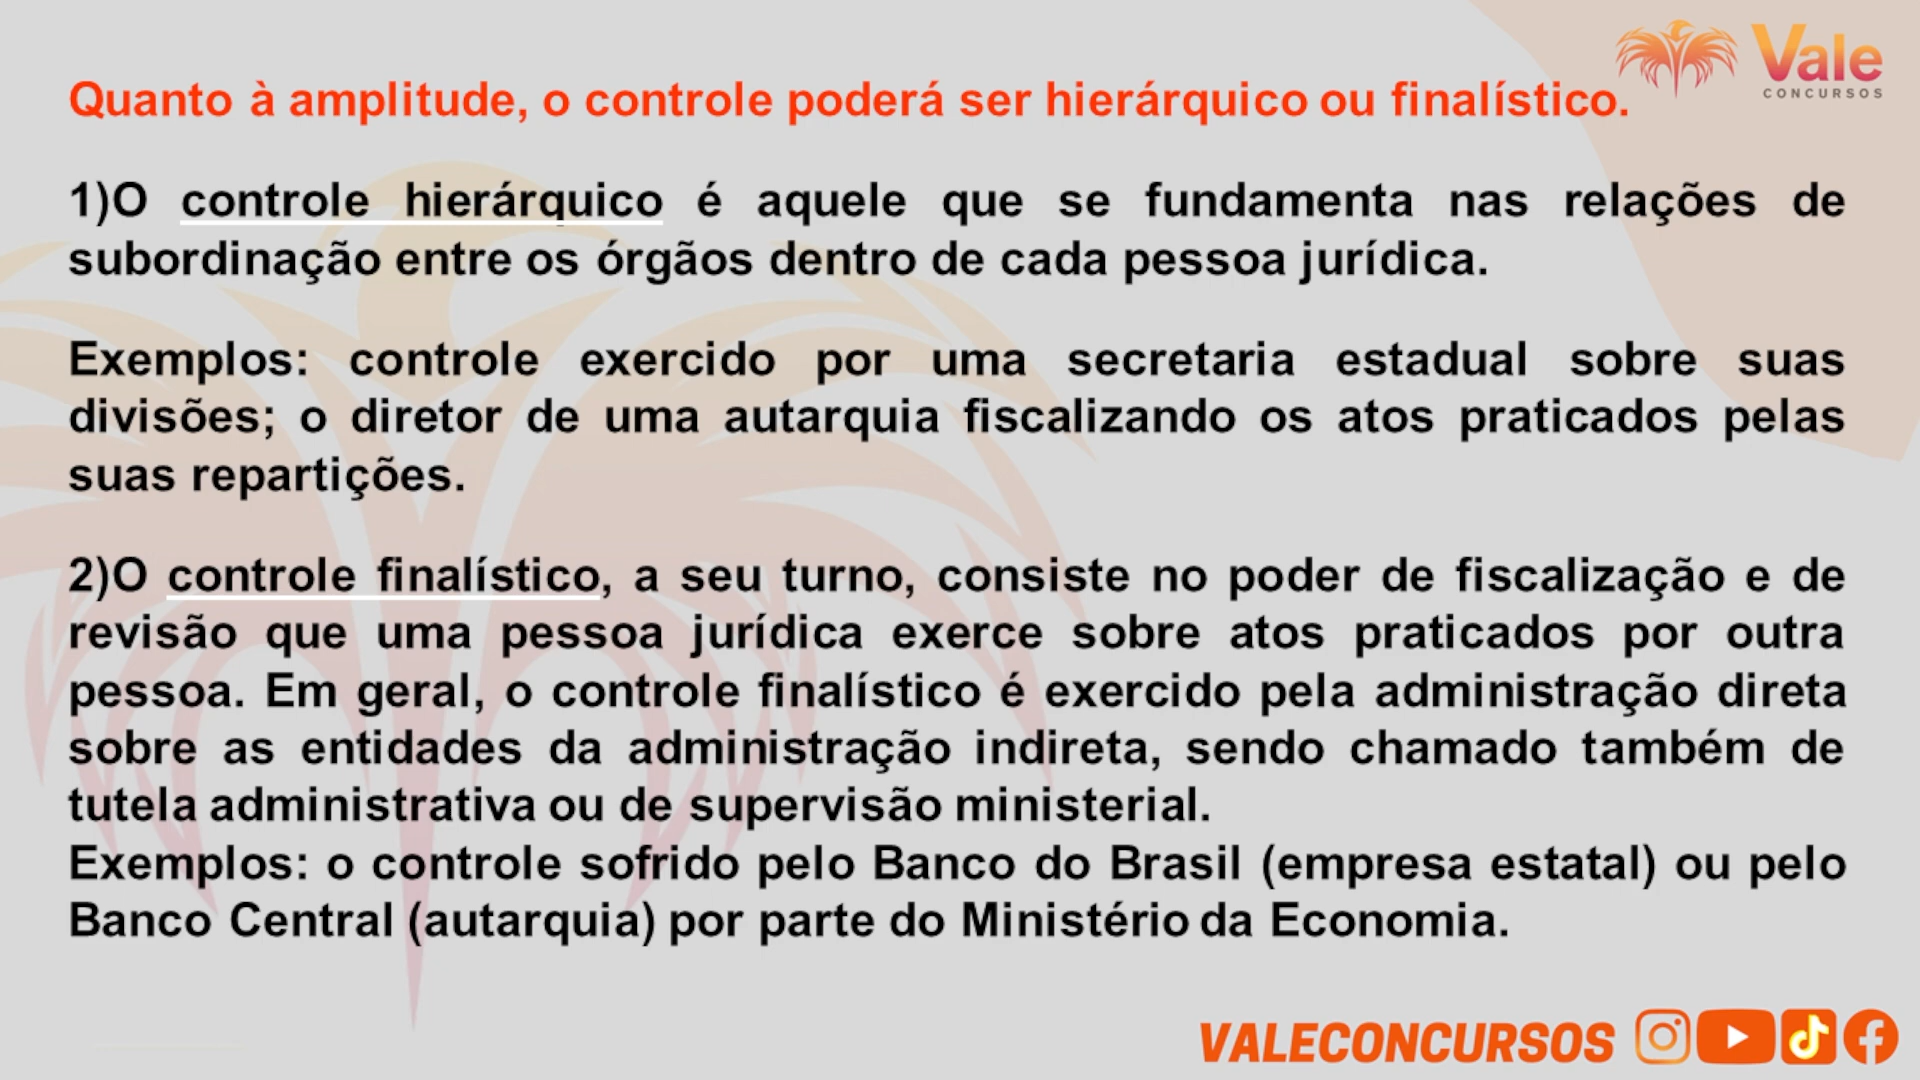 Vale
CONCURSOS
Quanto à amplitude, o controle poderá ser hierárquico ou finalístico.
1)O controle hierárquico é aquele que se fundamenta nas relações de
subordinação entre os órgãos dentro de cada pessoa jurídica.
Exemplos: controle exercido por uma secretaria estadual sobre suas
divisões; o diretor de uma autarquia fiscalizando os atos praticados pelas
suas repartições.
2)O controle finalístico, a seu turno, consiste no poder de fiscalização e de
revisão que uma pessoa jurídica exerce sobre atos praticados por outra
pessoa. Em geral, o controle finalístico é exercido pela administração direta
sobre as entidades da administração indireta, sendo chamado também de
tutela administrativa ou de supervisão ministerial.
Exemplos: o controle sofrido pelo Banco do Brasil (empresa estatal) ou pelo
Banco Central (autarquia) por parte do Ministério da Economia.
VALECONCURSOS